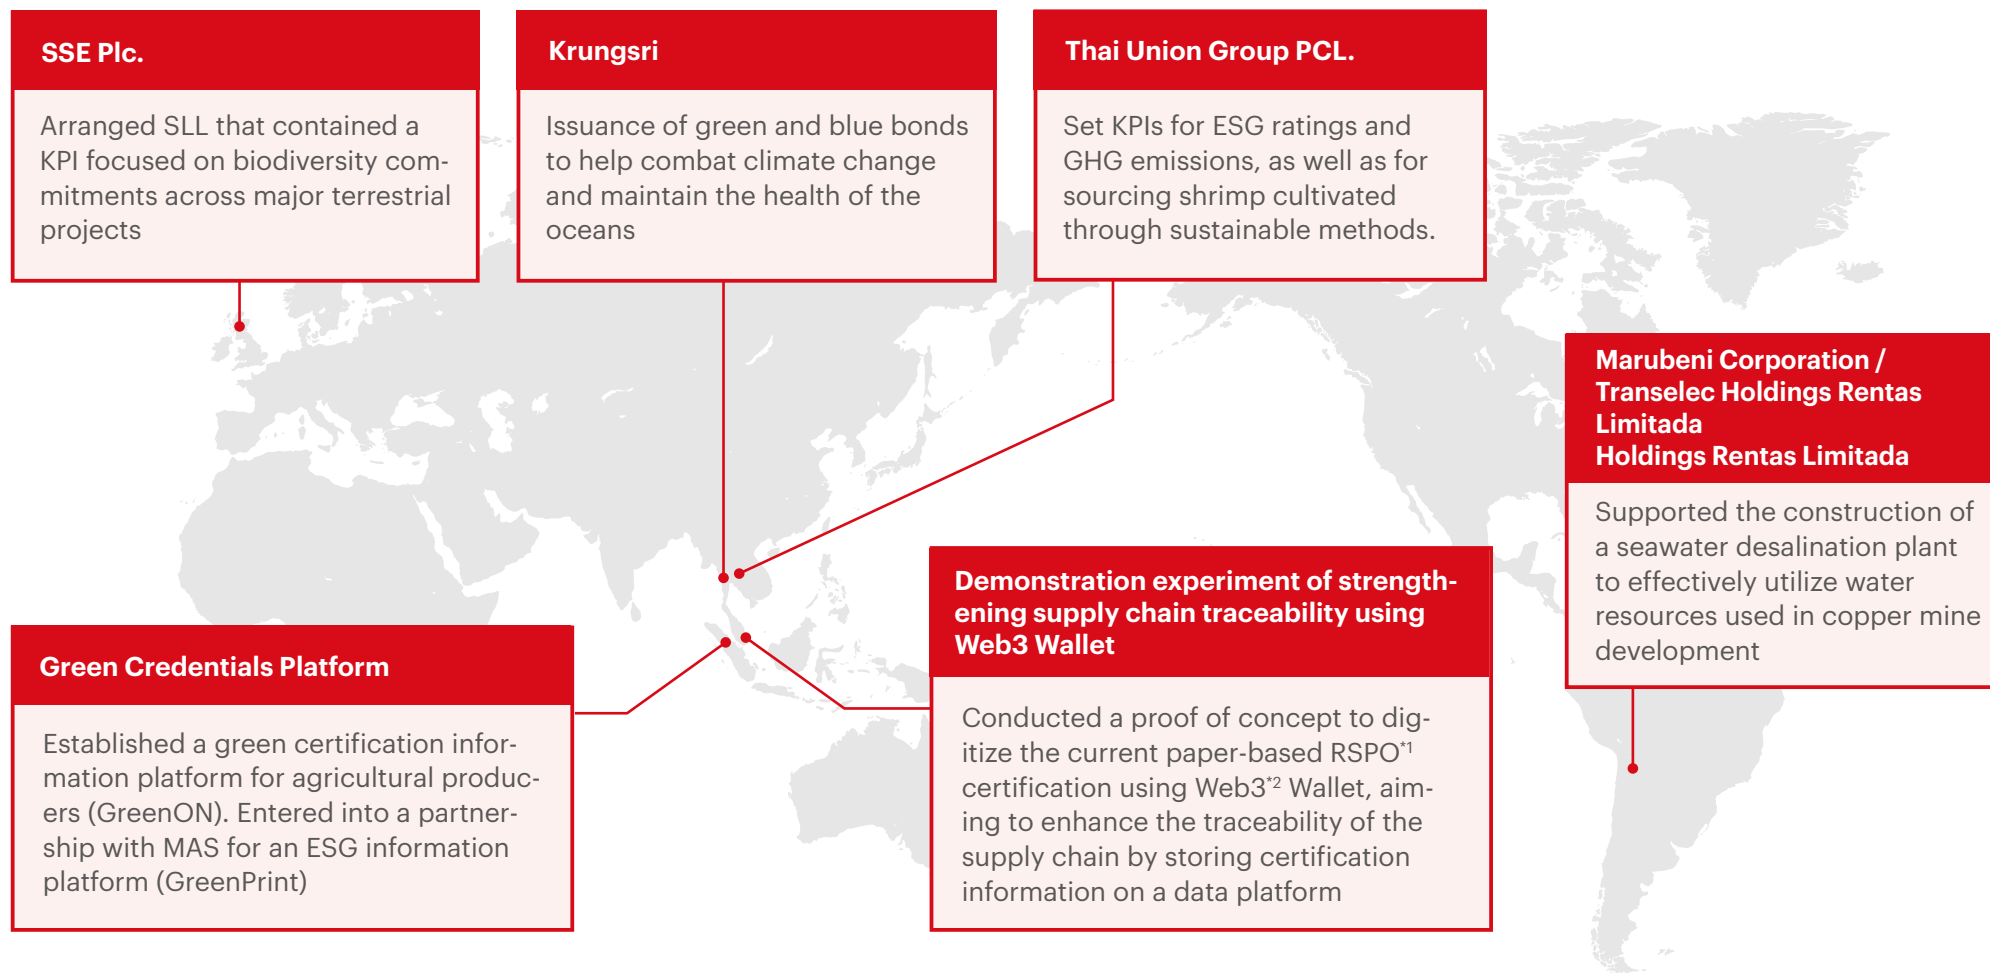 SSE Plc.
Arranged SLL that contained a
KPI focused on biodiversity com-
mitments across major terrestrial
projects
Krungsri
Issuance of green and blue bonds
to help combat climate change
and maintain the health of the
oceans
Thai Union Group PCL.
Set KPIs for ESG ratings and
GHG emissions, as well as for
sourcing shrimp cultivated
through sustainable methods.
Marubeni Corporation /
Transelec Holdings Rentas
Limitada
Holdings Rentas Limitada
Supported the construction of
a seawater desalination plant
to effectively utilize water
resources used in copper mine
development
Green Credentials Platform
Established a green certification infor-
mation platform for agricultural produc-
ers (GreenON). Entered into a partner-
ship with MAS for an ESG information
platform (GreenPrint)
Demonstration experiment of strength-
ening supply chain traceability using
Web3 Wallet
Conducted a proof of concept to dig-
itize the current paper-based RSPO*1
certification using Web3*2 Wallet, aim-
ing to enhance the traceability of the
supply chain by storing certification
information on a data platform